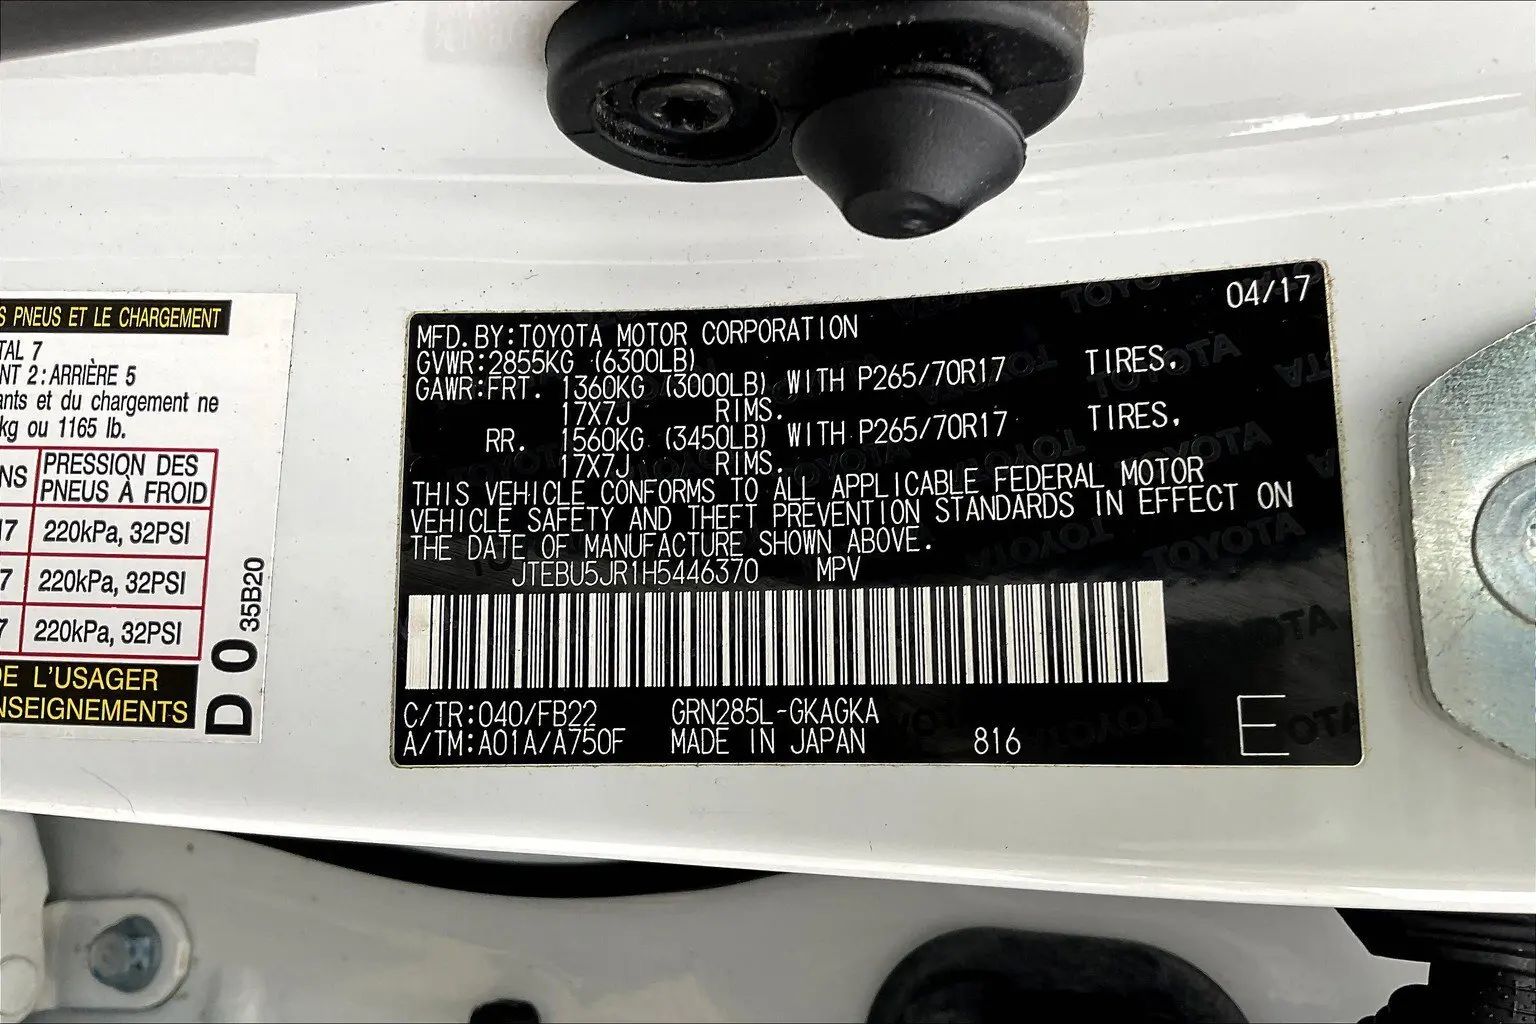 S PNEUS ET LE CHARGEMENT
TAL 7
NT 2: ARRIÈRE 5
ants et du chargement ne
kg ou 1165 lb.
NS PRESSION DES
PNEUS À FROID
17 220kPa, 32PSI
7 220kPa, 32PSI
7 220kPa, 32PSI
DE L'USAGER
NSEIGNEMENTS
D 0 35B20
04/17
MFD. BY: TOYOTA MOTOR CORPORATION
GVWR: 2855KG (6300LB)
GAWR: FRT. 1360KG (3000LB) WITH P265/70R17 TIRES,
17X7J RIMS.
RR. 1560KG (3450LB) WITH P265/70R17 TIRES,
17X7J RIMS.
THIS VEHICLE CONFORMS TO ALL APPLICABLE FEDERAL MOTOR
VEHICLE SAFETY AND THEFT PREVENTION STANDARDS IN EFFECT ON
THE DATE OF MANUFACTURE SHOWN ABOVE.
JTEBU5JR1H5446370 MPV
C/TR: 040/FB22 GRN285L-GKAGKA
A/TM: A01A/A750F MADE IN JAPAN 816 E